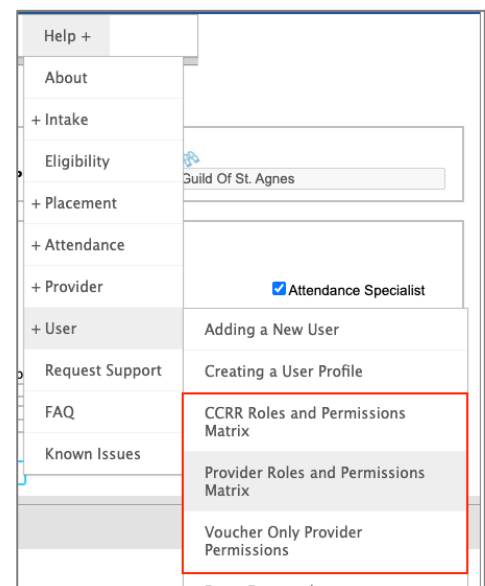 Help +
About
+ Intake
Eligibility
Guild Of St. Agnes
+ Placement
+ Attendance
+ Provider
Attendance Specialist
+ User
Adding a New User
Request Support
Creating a User Profile
FAQ
CCRR Roles and Permissions
Matrix
Known Issues
Provider Roles and Permissions
Matrix
Voucher Only Provider
Permissions